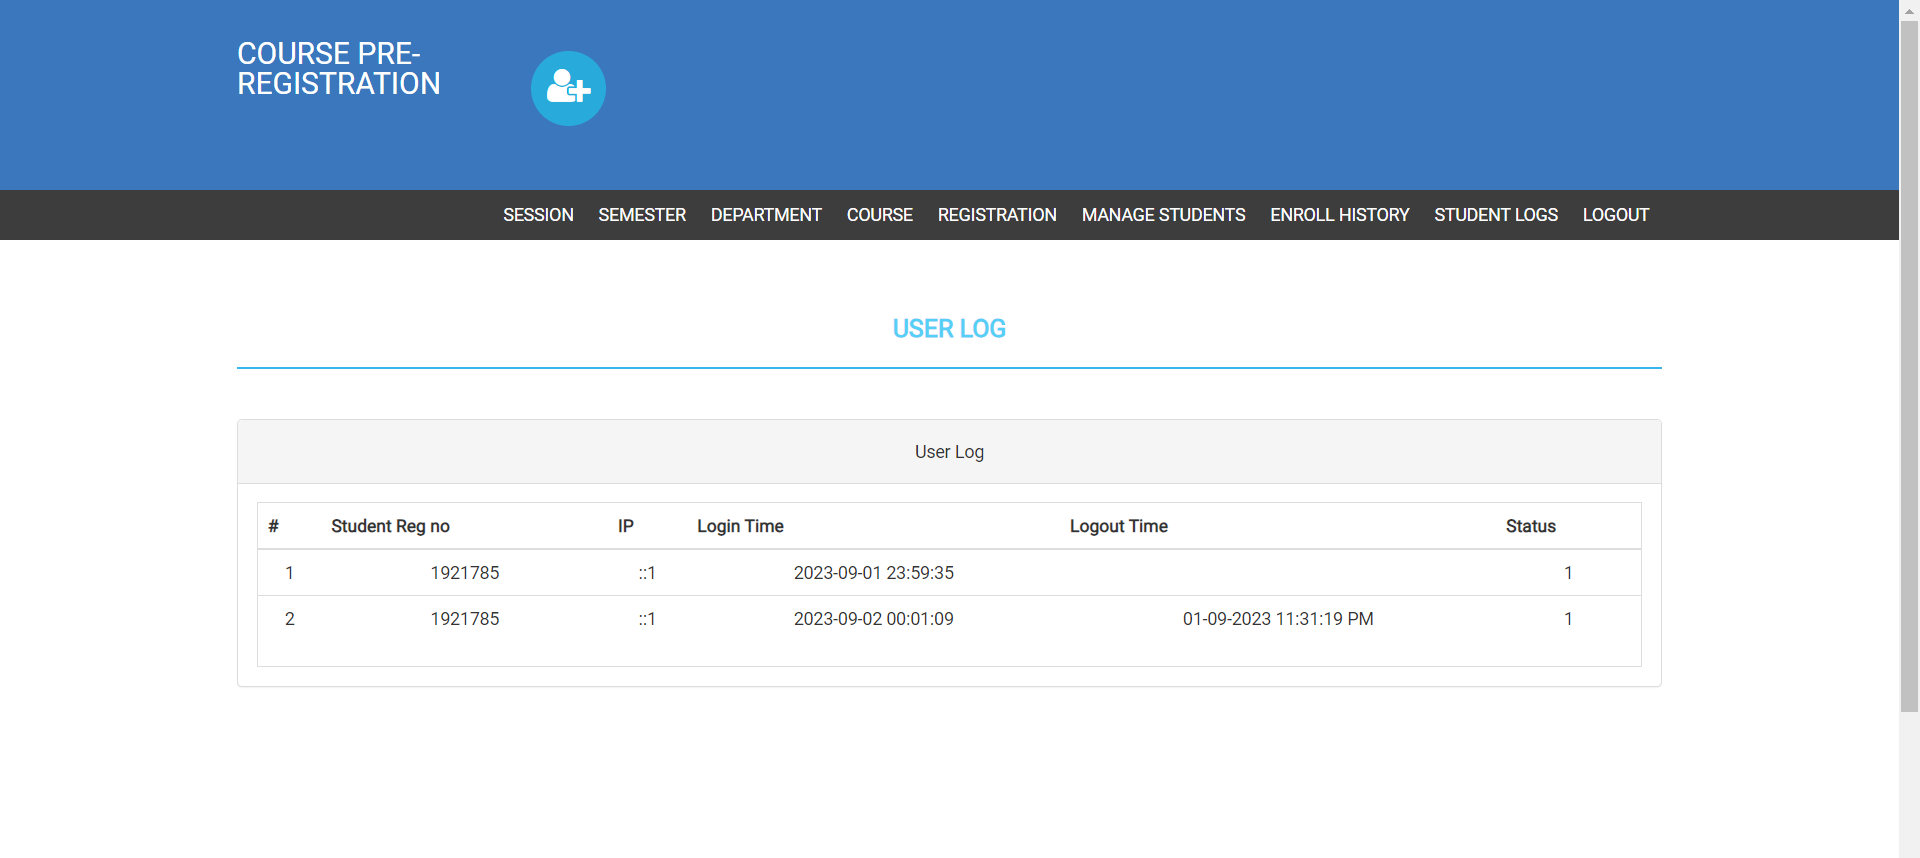 COURSE PRE-
REGISTRATION
SESSION SEMESTER DEPARTMENT COURSE REGISTRATION MANAGE STUDENTS ENROLL HISTORY STUDENT LOGS LOGOUT
USER LOG
User Log
# Student Reg no IP Login Time Logout Time Status
1 1921785 ::1 2023-09-01 23:59:35 1
2 1921785 ::1 2023-09-02 00:01:09 01-09-2023 11:31:19 PM 1